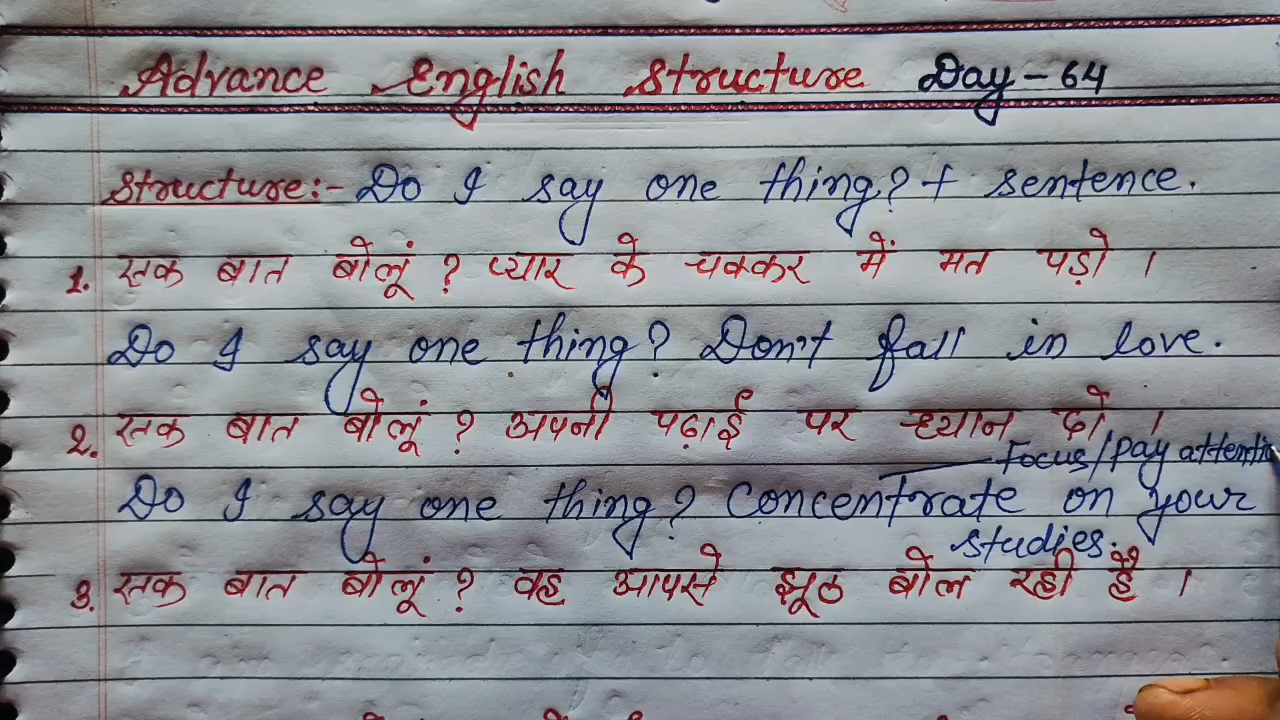 Advance English Structure Day - 64
Structure:- Do I say one thing? + sentence.
1. एक बात बोलूं ? प्यार के चक्कर में मत पड़ो ।
Do I say one thing? Don't fall in love.
2. एक बात बोलूं ? अपनी पढ़ाई पर ध्यान दो ।
Focus/Pay attentio
Do I say one thing? Concentrate on your
studies.
3. एक बात बोलूं ? वह आपसे झूठ बोल रही है ।